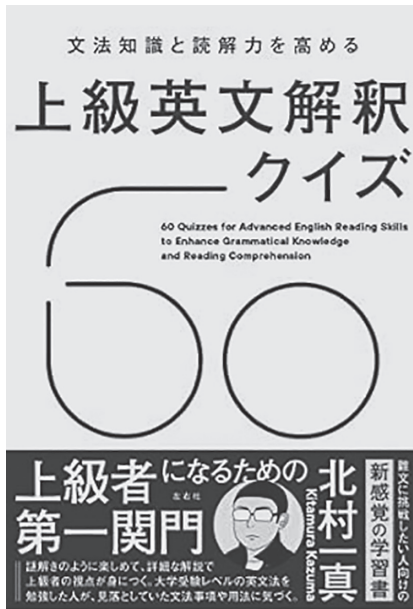 文法知識と読解力を高める
上級英文解釈
クイズ
60
60 Quizzes for Advanced English Reading Skills
to Enhance Grammatical Knowledge
and Reading Comprehension
難文に挑戦したい人向けの
新感覚の学習書
北村一真
Kitamura Kazuma
上級者になるための
第一関門
左右社
謎解きのように楽しめて、詳細な解説で
上級者の視点が身につく。大学受験レベルの英文法を
勉強した人が、見落としていた文法事項や用法に気づく。